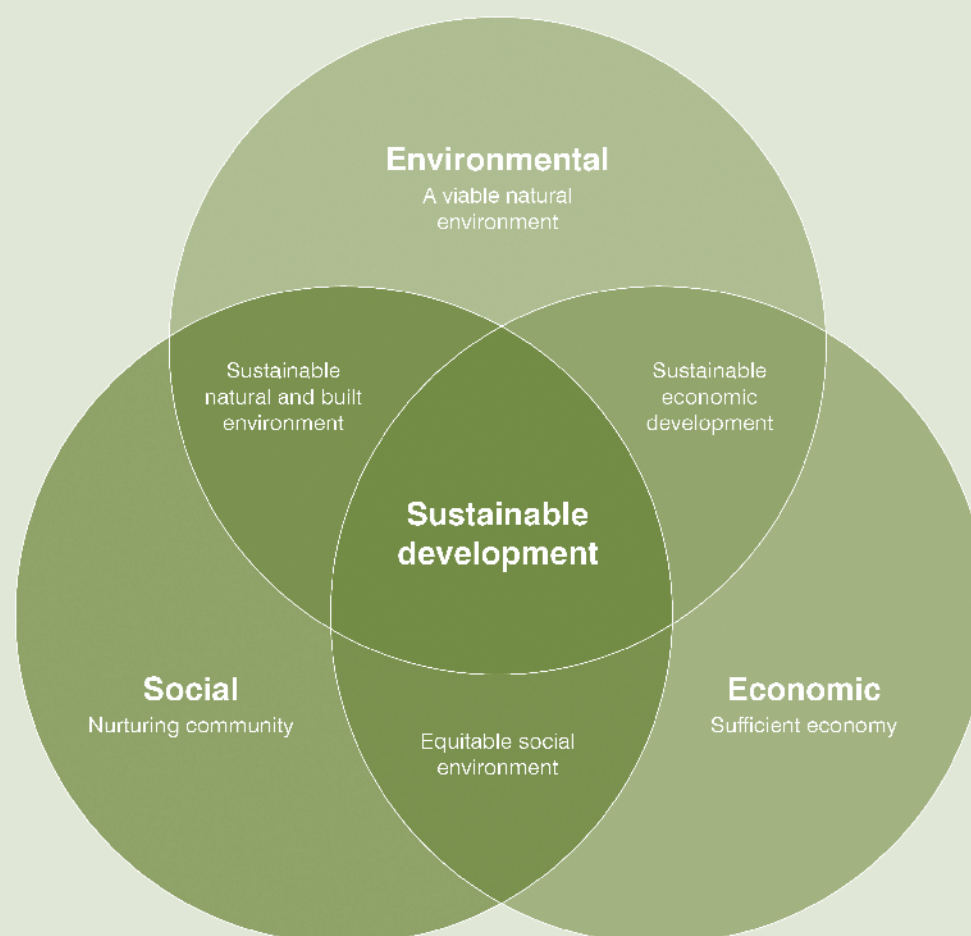 Environmental
A viable natural
environment
Sustainable
natural and built
environment
Sustainable
economic
development
Sustainable
development
Social
Nurturing community
Economic
Sufficient economy
Equitable social
environment